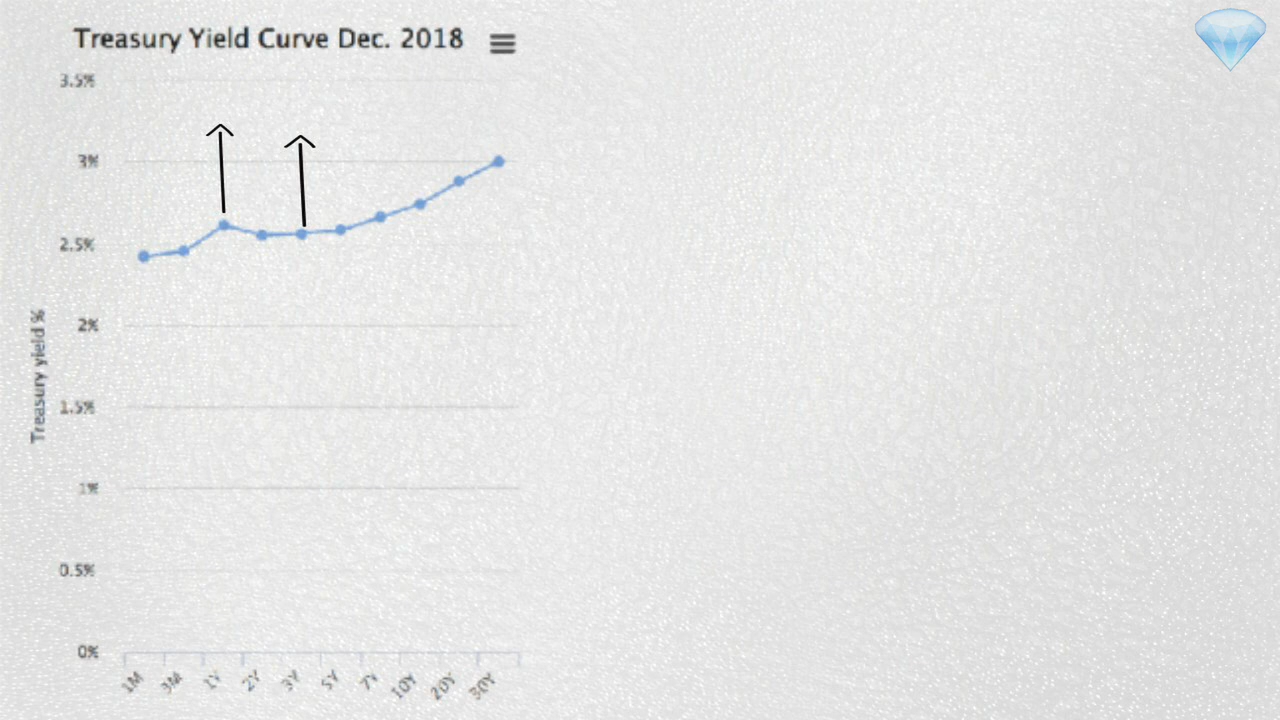 Treasury Yield Curve Dec. 2018
3.5%
3%
2.5%
2%
1.5%
1%
0.5%
0%
Treasury yield %
1M
3M
1Y
2Y
3Y
5Y
7Y
10Y
20Y
30Y